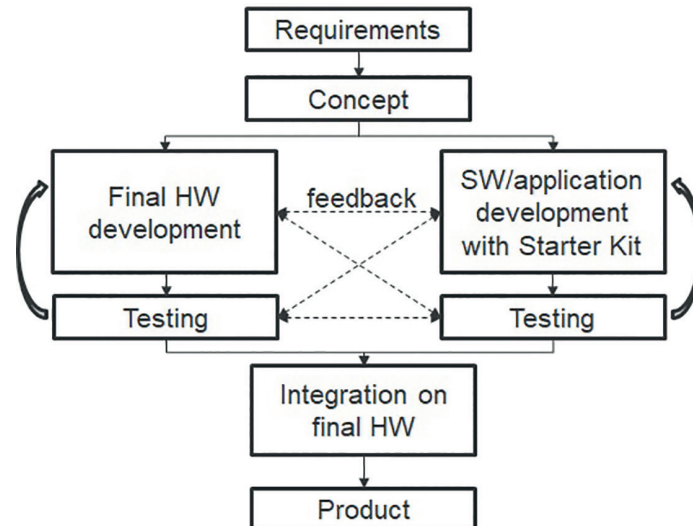 Requirements
Concept
Final HW
development
feedback
SW/application
development
with Starter Kit
Testing
Testing
Integration on
final HW
Product